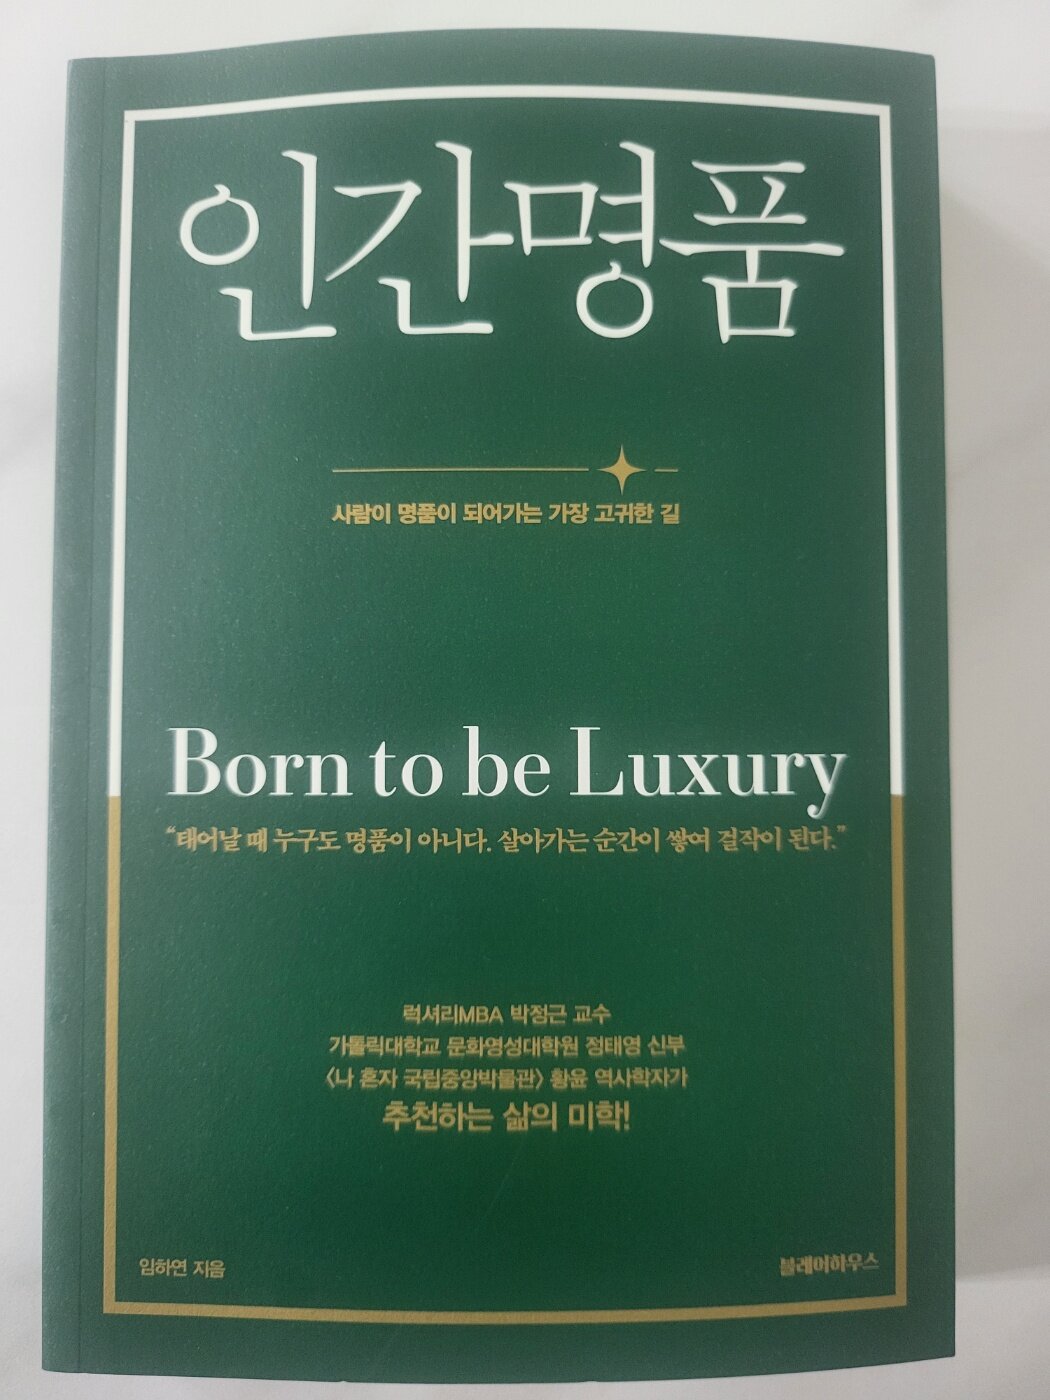 인간명품
사람이 명품이 되어가는 가장 고귀한 길
Born to be Luxury
“태어날 때 누구도 명품이 아니다. 살아가는 순간이 쌓여 걸작이 된다.”
럭셔리MBA 박정근 교수
가톨릭대학교 문화영성대학원 정태영 신부
〈나 혼자 국립중앙박물관〉 황윤 역사학자가
추천하는 삶의 미학!
임하연 지음
블레어하우스